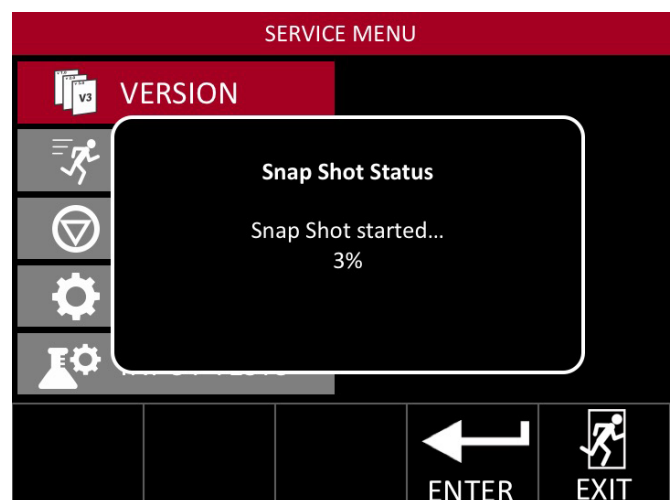 SERVICE MENU
V3
VERSION
Snap Shot Status
Snap Shot started...
3%
ENTER
EXIT